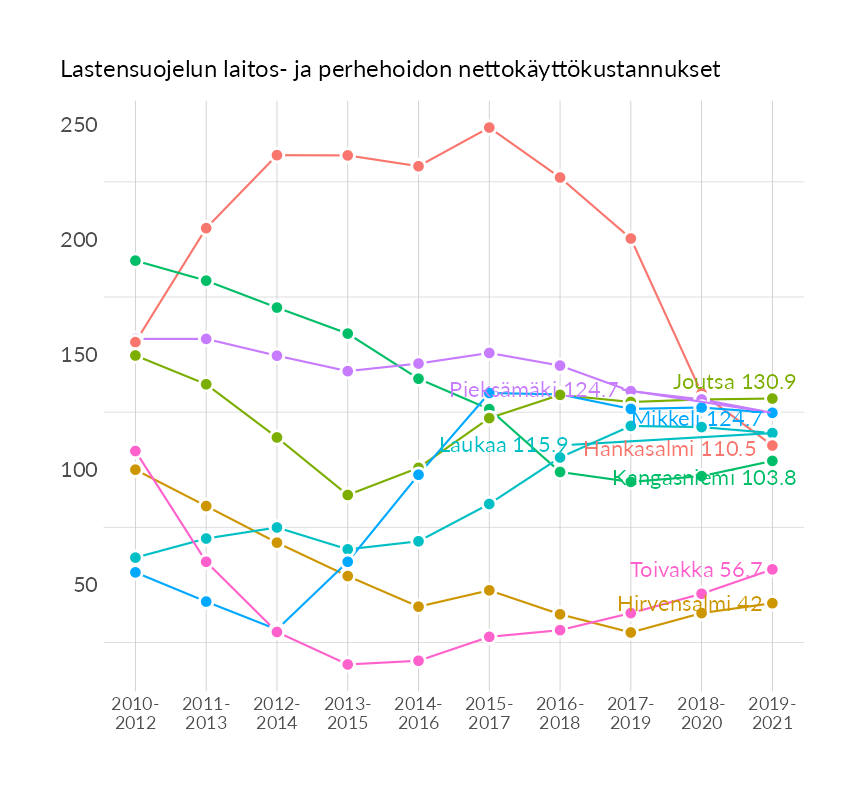 Lastensuojelun laitos- ja perhehoidon nettokäyttökustannukset
250
200
150
100
50
Joutsa 130.9
Pieksämäki 124.7
Mikkeli 124.7
Laukaa 115.9
Hankasalmi 110.5
Kangasniemi 103.8
Toivakka 56.7
Hirvensalmi 42
2010- 2011- 2012- 2013- 2014- 2015- 2016- 2017- 2018- 2019-
2012 2013 2014 2015 2016 2017 2018 2019 2020 2021